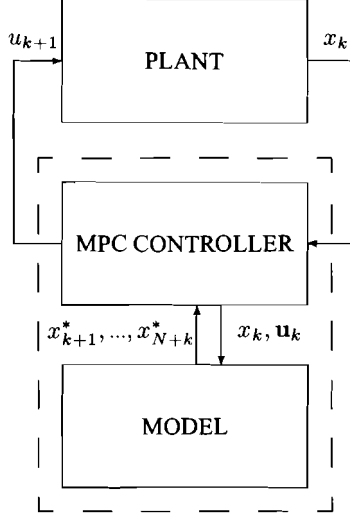 u_{k+1}
x_k
PLANT
MPC CONTROLLER
x*_{k+1}, ..., x*_{N+k}
x_k, u_k
MODEL